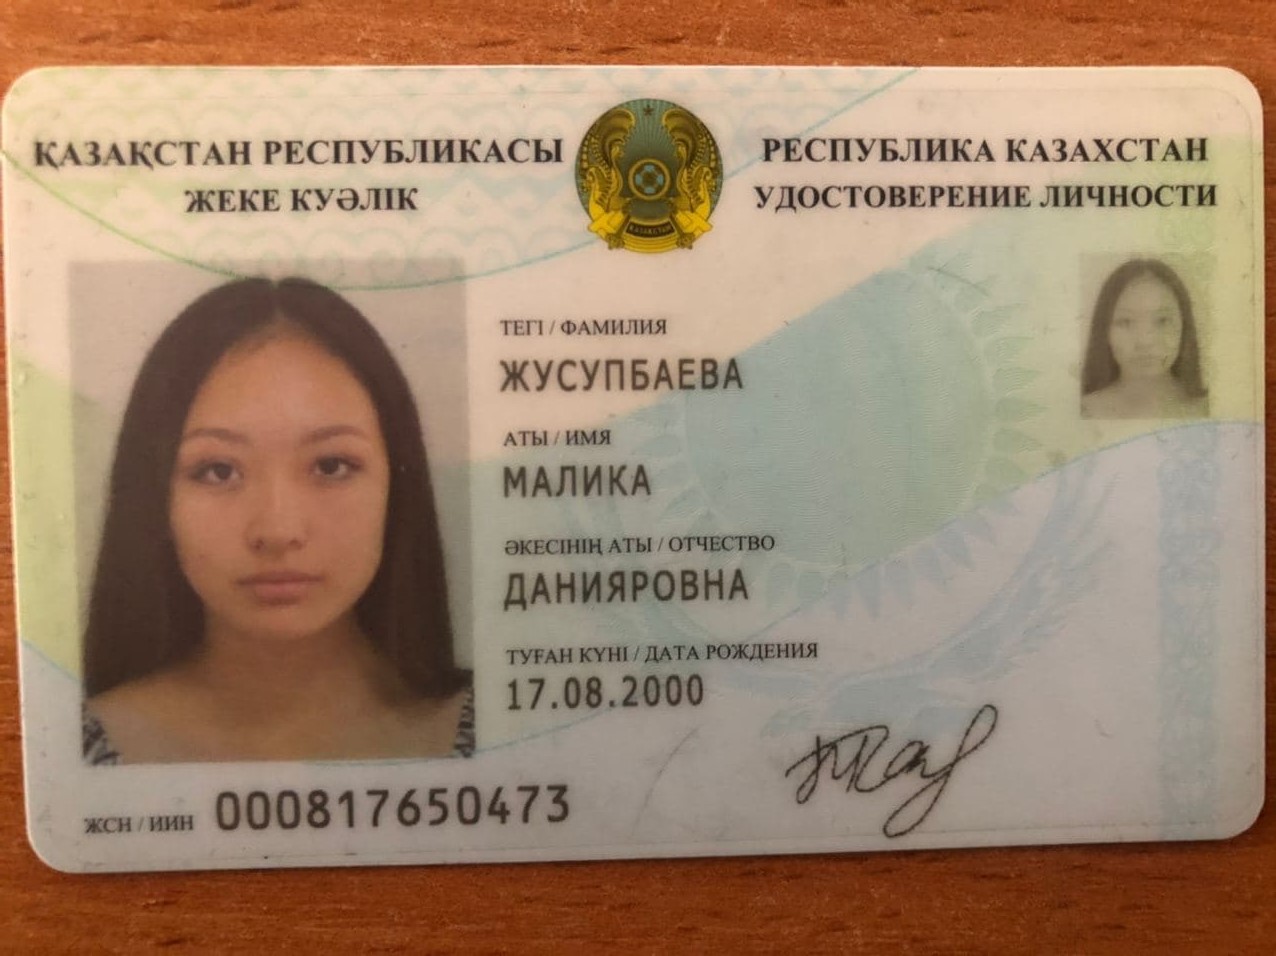 ҚАЗАҚСТАН РЕСПУБЛИКАСЫ
ЖЕКЕ КУӘЛІК
РЕСПУБЛИКА КАЗАХСТАН
УДОСТОВЕРЕНИЕ ЛИЧНОСТИ
ҚАЗАҚСТАН
ТЕГІ / ФАМИЛИЯ
ЖУСУПБАЕВА
АТЫ / ИМЯ
МАЛИКА
ӘКЕСІНІҢ АТЫ / ОТЧЕСТВО
ДАНИЯРОВНА
ТУҒАН КҮНІ / ДАТА РОЖДЕНИЯ
17.08.2000
ЖСН / ИИН 000817650473